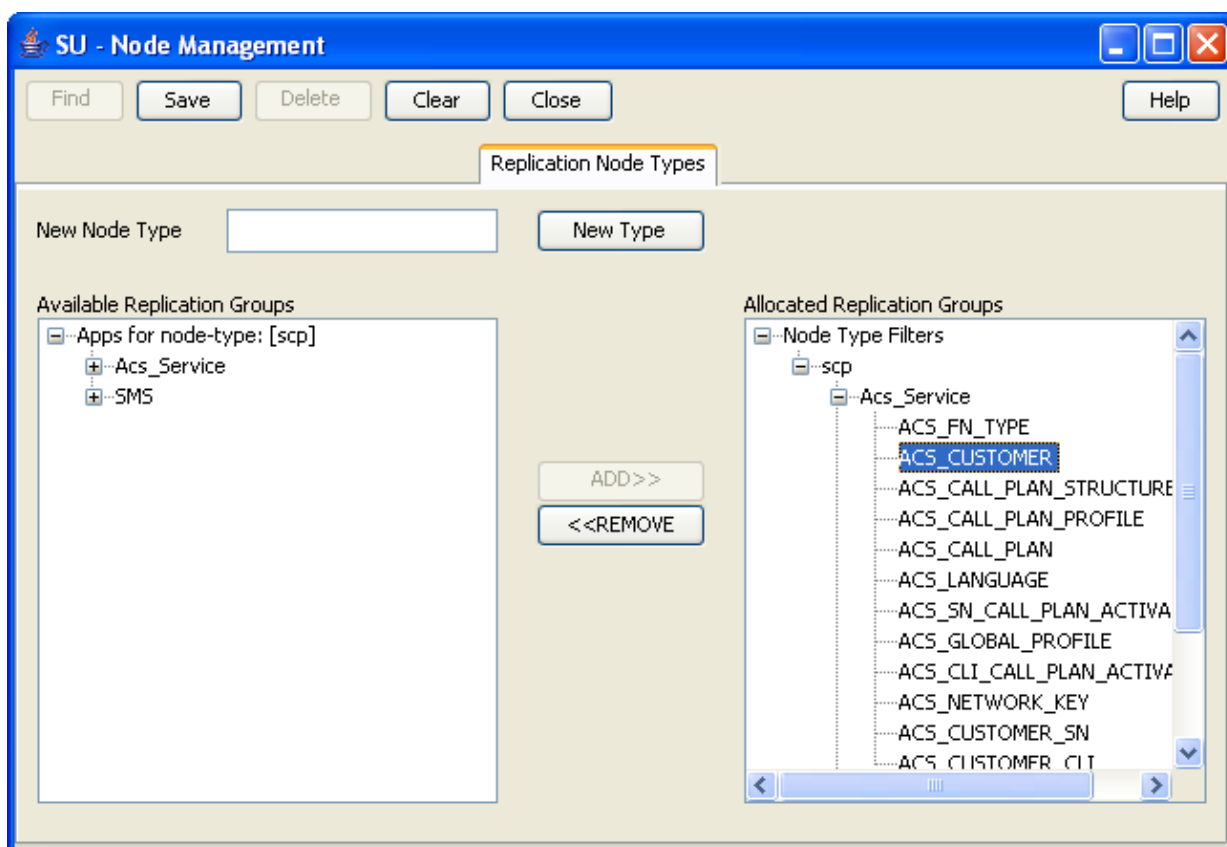 SU - Node Management
Find Save Delete Clear Close Help
Replication Node Types
New Node Type New Type
Available Replication Groups
Apps for node-type: [scp]
Acs_Service
SMS
ADD>>
<<REMOVE
Allocated Replication Groups
Node Type Filters
scp
Acs_Service
ACS_FN_TYPE
ACS_CUSTOMER
ACS_CALL_PLAN_STRUCTURE
ACS_CALL_PLAN_PROFILE
ACS_CALL_PLAN
ACS_LANGUAGE
ACS_SN_CALL_PLAN_ACTIVA
ACS_GLOBAL_PROFILE
ACS_CLI_CALL_PLAN_ACTIVA
ACS_NETWORK_KEY
ACS_CUSTOMER_SN
ACS_CUSTOMER_CLI